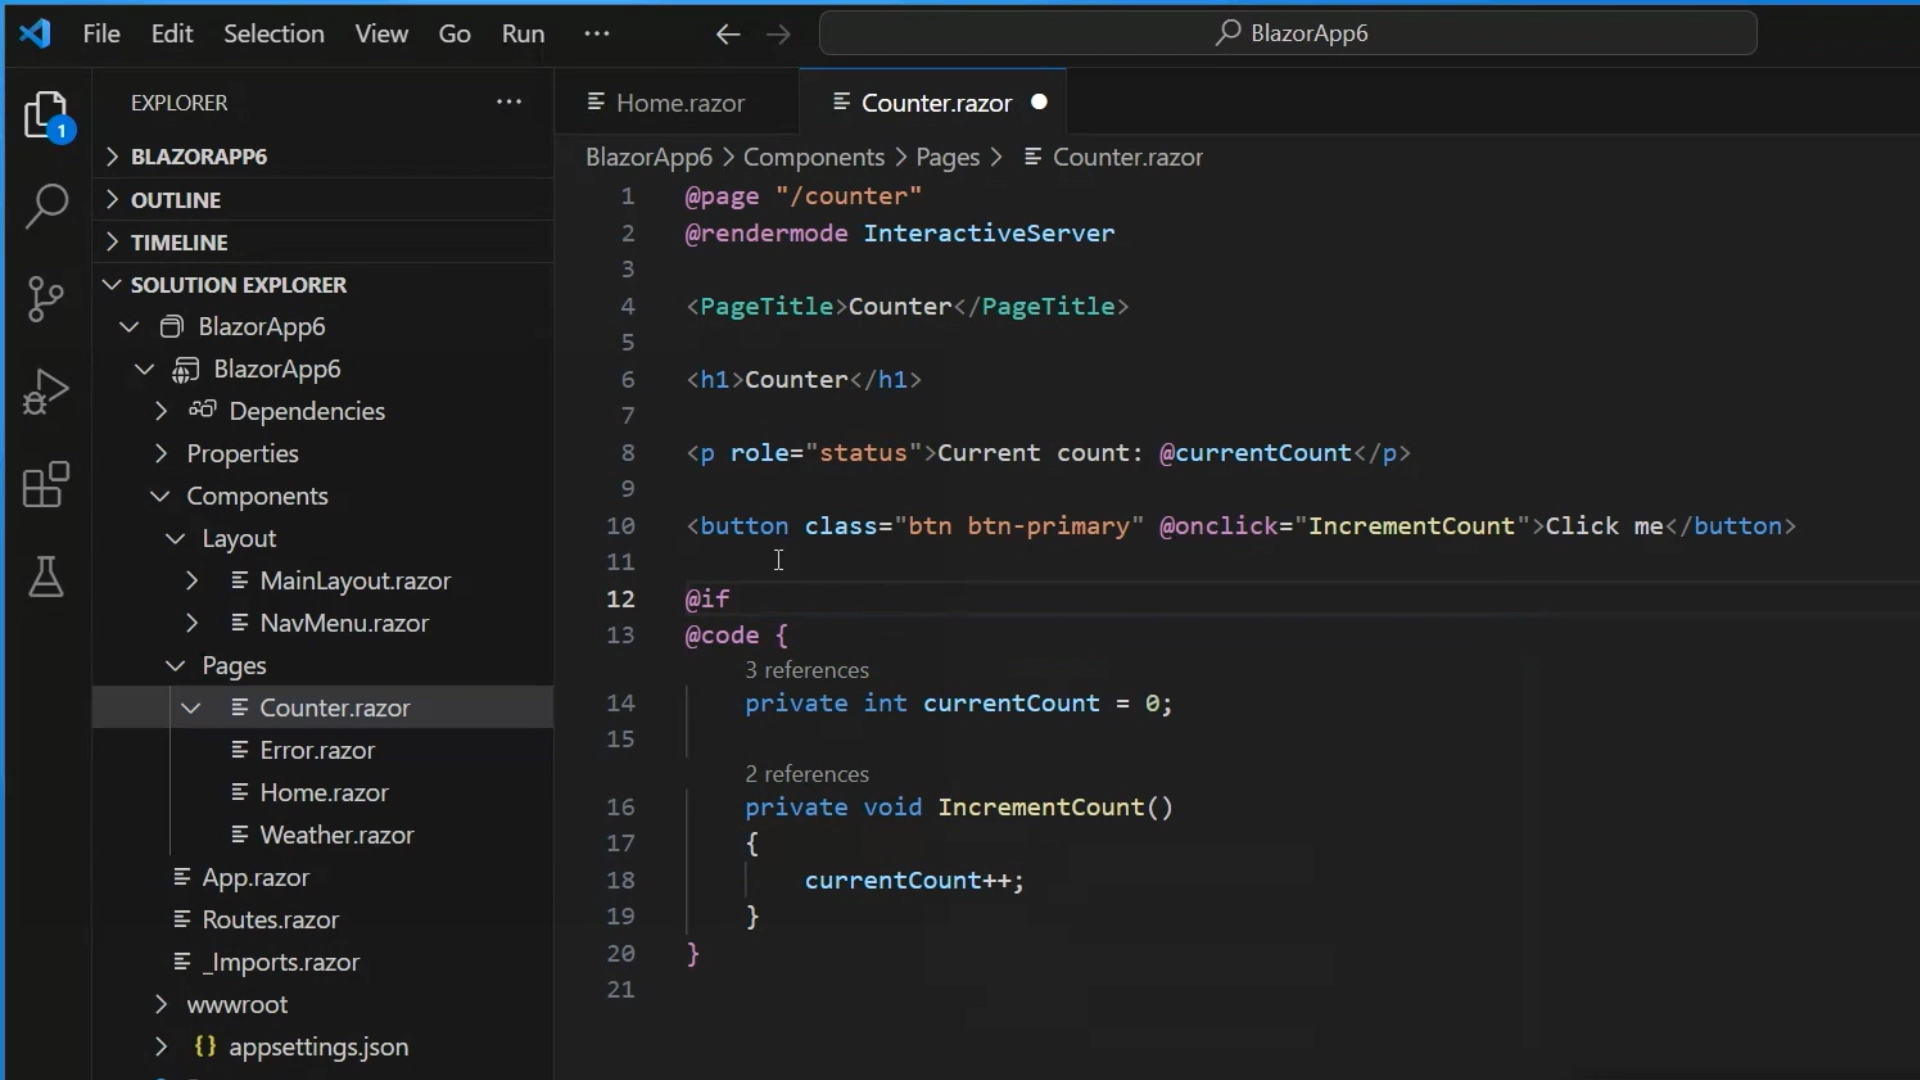 File Edit Selection View Go Run ···
BlazorApp6
EXPLORER ···
BLAZORAPP6
OUTLINE
TIMELINE
SOLUTION EXPLORER
BlazorApp6
BlazorApp6
Dependencies
Properties
Components
Layout
MainLayout.razor
NavMenu.razor
Pages
Counter.razor
Error.razor
Home.razor
Weather.razor
App.razor
Routes.razor
_Imports.razor
wwwroot
{} appsettings.json
1
Home.razor Counter.razor
BlazorApp6 > Components > Pages > Counter.razor
1 @page "/counter"
2 @rendermode InteractiveServer
3
4 <PageTitle>Counter</PageTitle>
5
6 <h1>Counter</h1>
7
8 <p role="status">Current count: @currentCount</p>
9
10 <button class="btn btn-primary" @onclick="IncrementCount">Click me</button>
11
12 @if
13 @code {
3 references
14 private int currentCount = 0;
15
2 references
16 private void IncrementCount()
17 {
18 currentCount++;
19 }
20 }
21